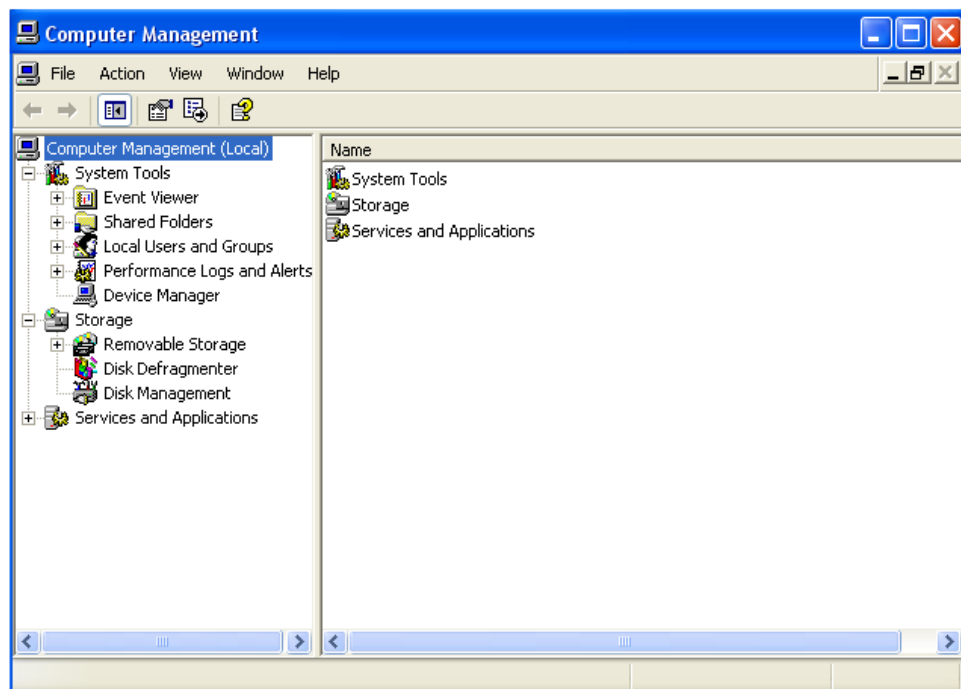 Computer Management
File Action View Window Help
Computer Management (Local)
System Tools
Event Viewer
Shared Folders
Local Users and Groups
Performance Logs and Alerts
Device Manager
Storage
Removable Storage
Disk Defragmenter
Disk Management
Services and Applications
Name
System Tools
Storage
Services and Applications